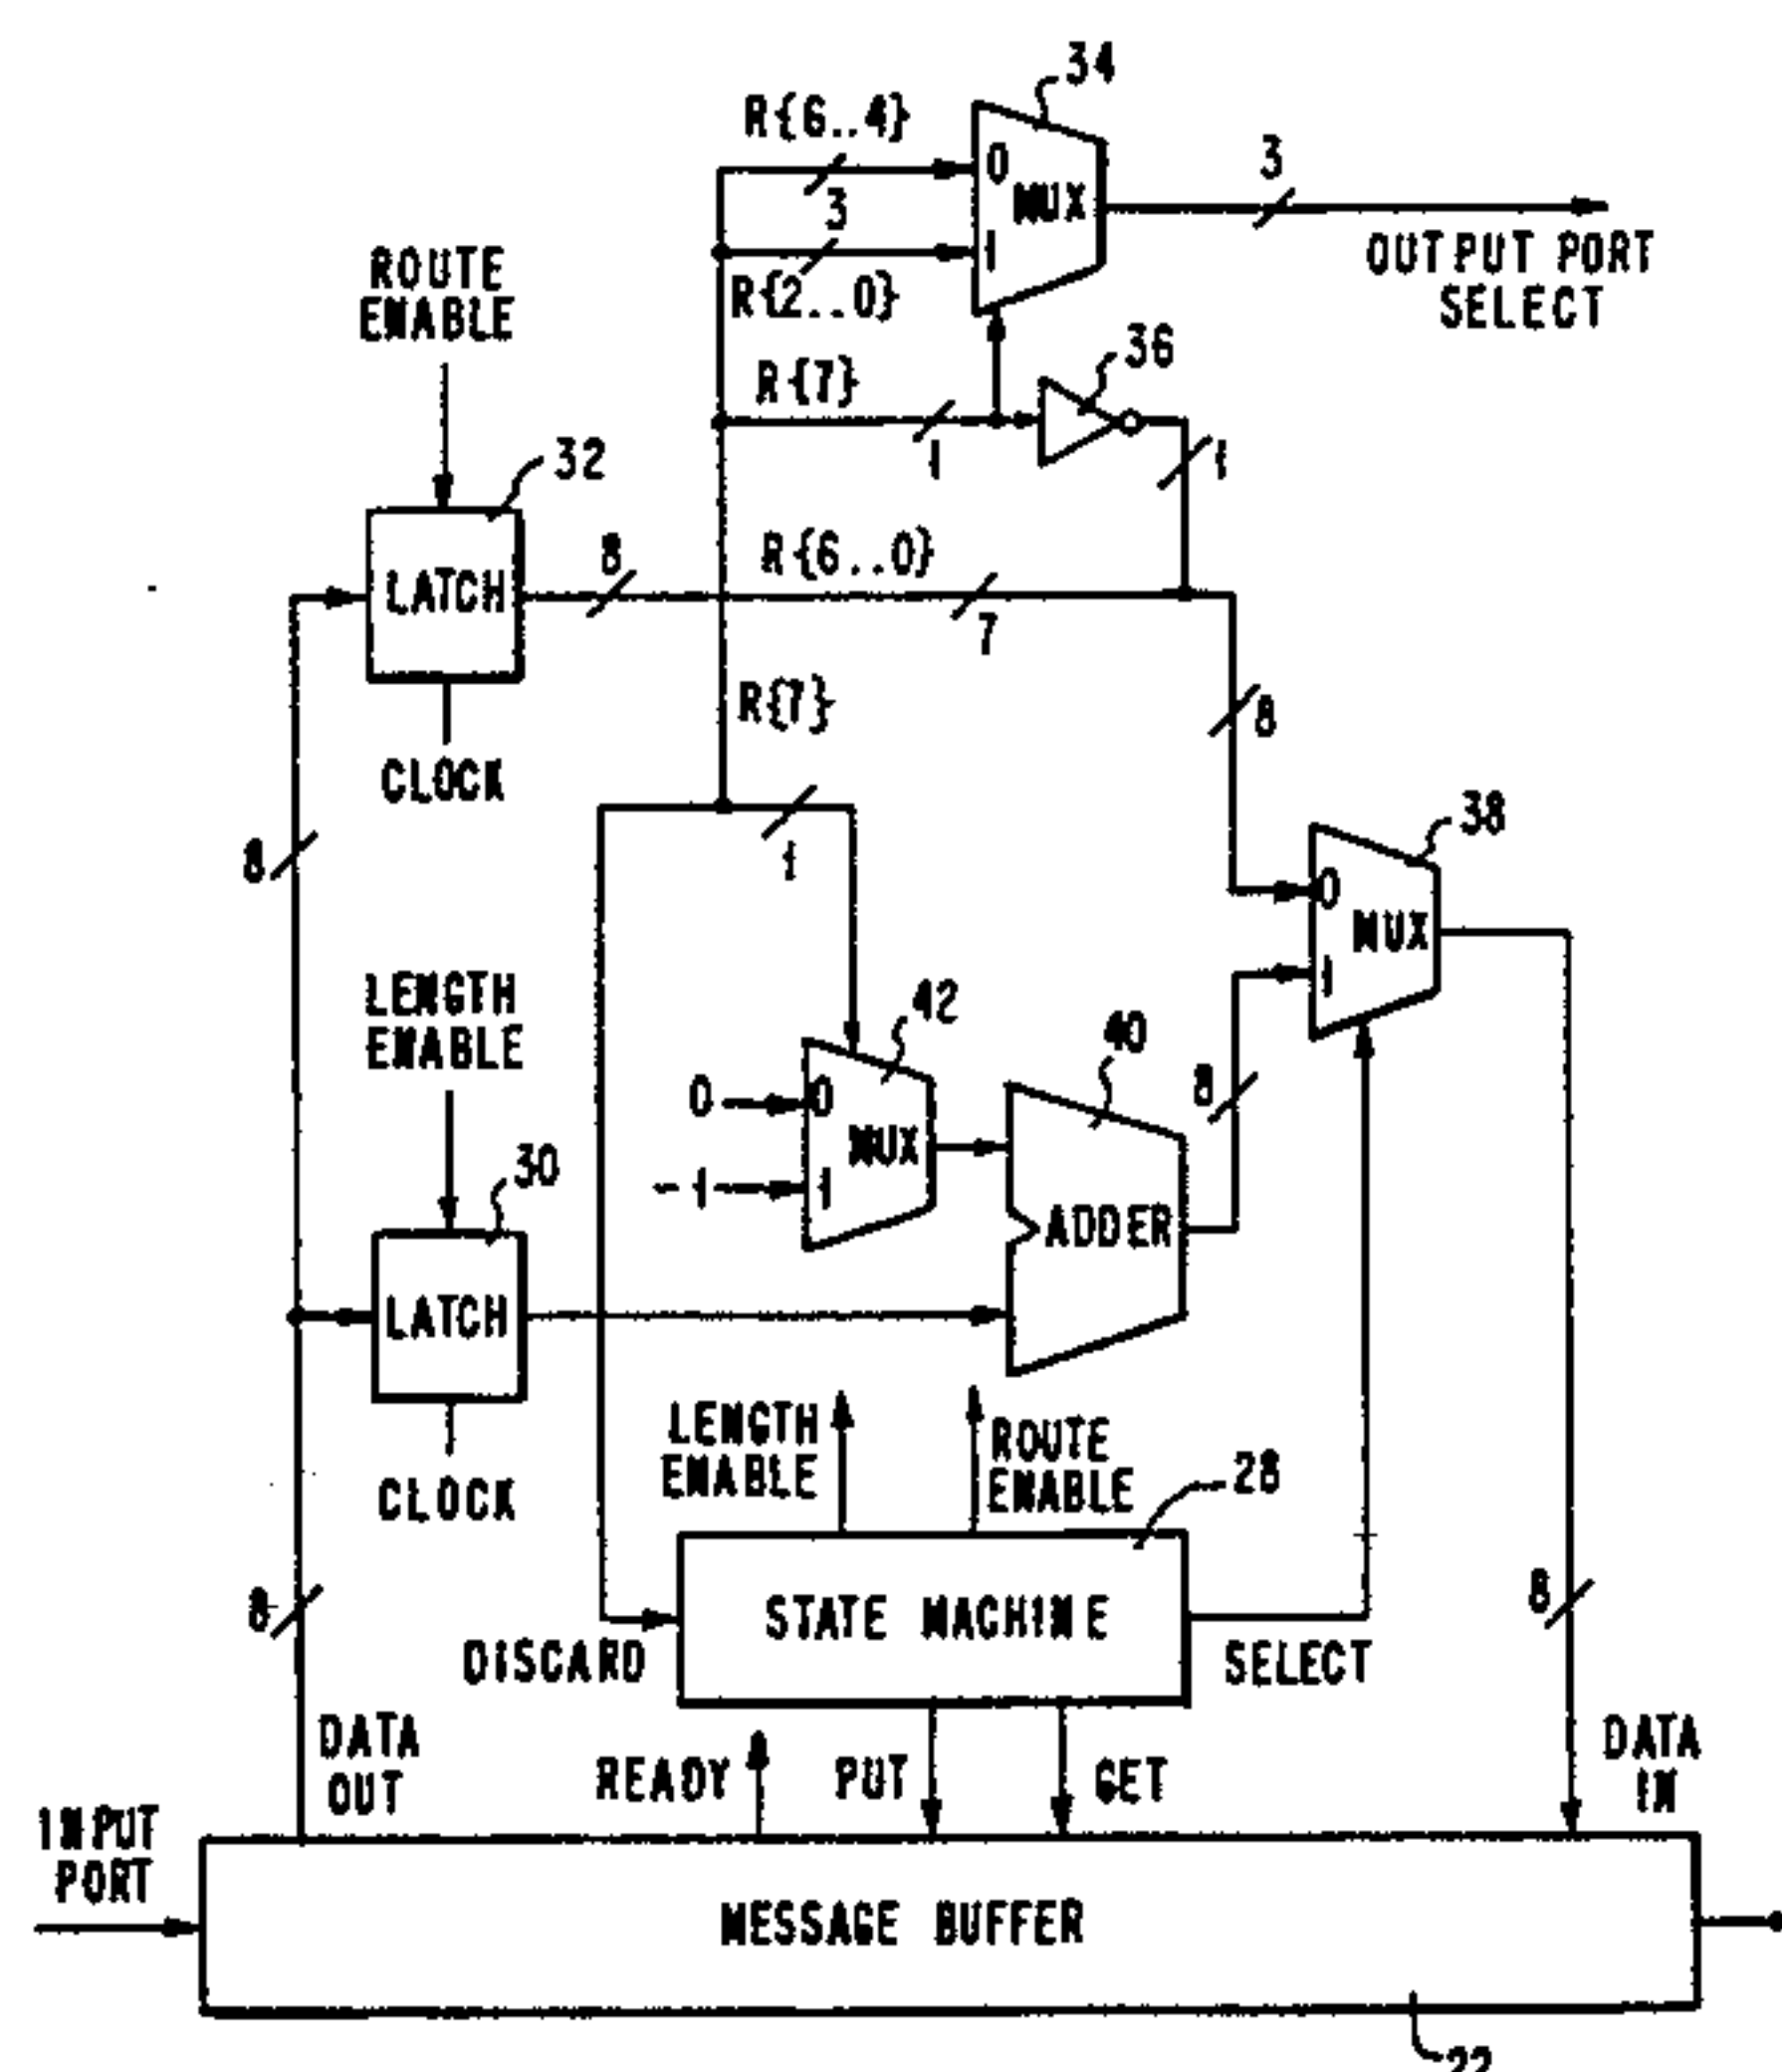 34
R{6..4}
3
0
MUX
3
1
R{2..0}
OUTPUT PORT
SELECT
ROUTE
ENABLE
36
R{7}
1
1
32
LATCH
8
R{6..0}
7
CLOCK
R{7}
8
8
1
38
0
MUX
1
LENGTH
ENABLE
42
40
0
0
MUX
8
-1
1
30
ADDER
LATCH
LENGTH
ENABLE
ROUTE
ENABLE
28
CLOCK
8
STATE MACHINE
8
DISCARD
SELECT
DATA
OUT
READY
PUT
GET
DATA
IN
INPUT
PORT
MESSAGE BUFFER
22